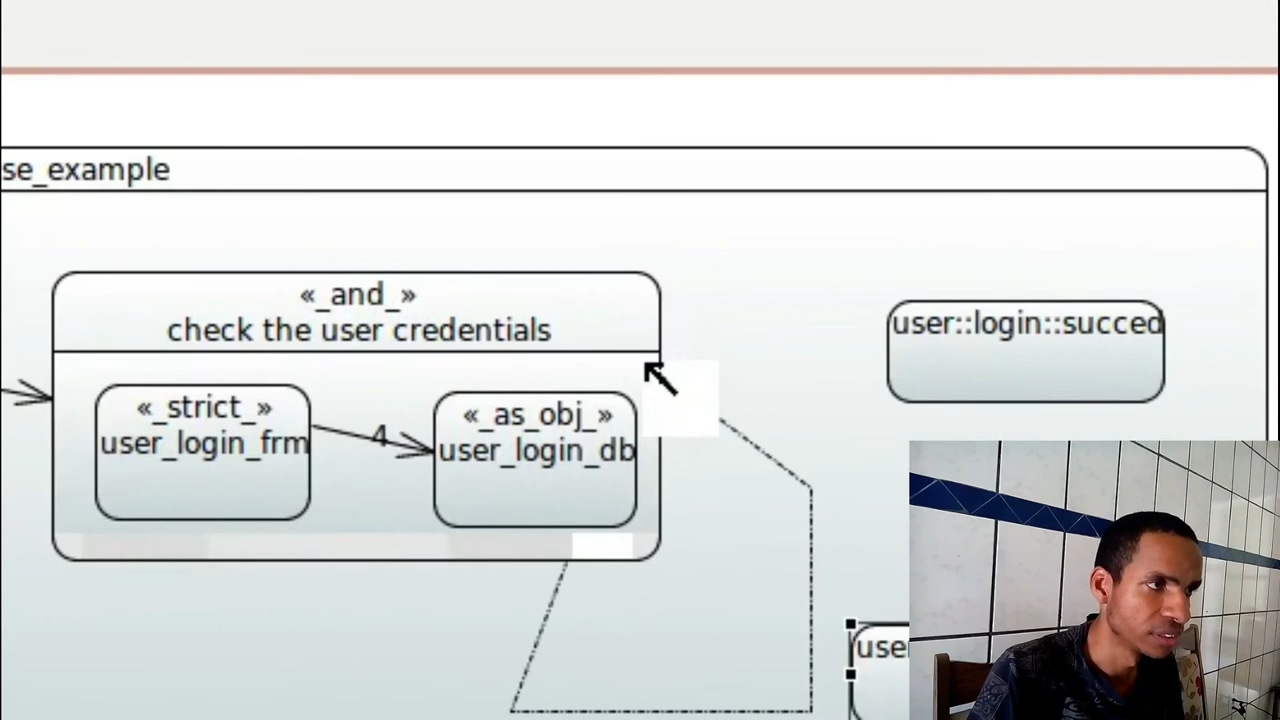 se_example
«_and_»
check the user credentials
user::login::succed
«_strict_»
user_login_frm
4
«_as_obj_»
user_login_db
use